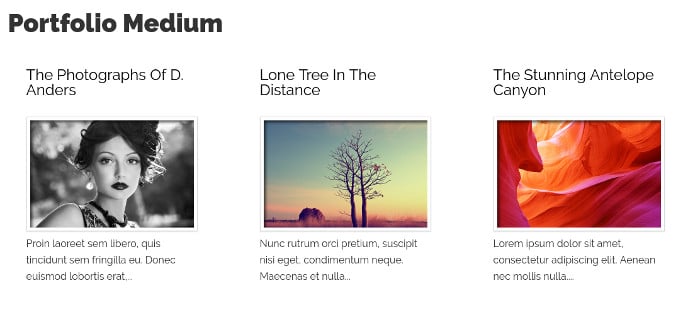 Portfolio Medium
The Photographs Of D.
Anders
Proin laoreet sem libero, quis
tincidunt sem fringilla eu. Donec
euismod lobortis erat,...
Lone Tree In The
Distance
Nunc rutrum orci pretium, suscipit
nisi eget, condimentum neque.
Maecenas et nulla...
The Stunning Antelope
Canyon
Lorem ipsum dolor sit amet,
consectetur adipiscing elit. Aenean
nec mollis nulla....